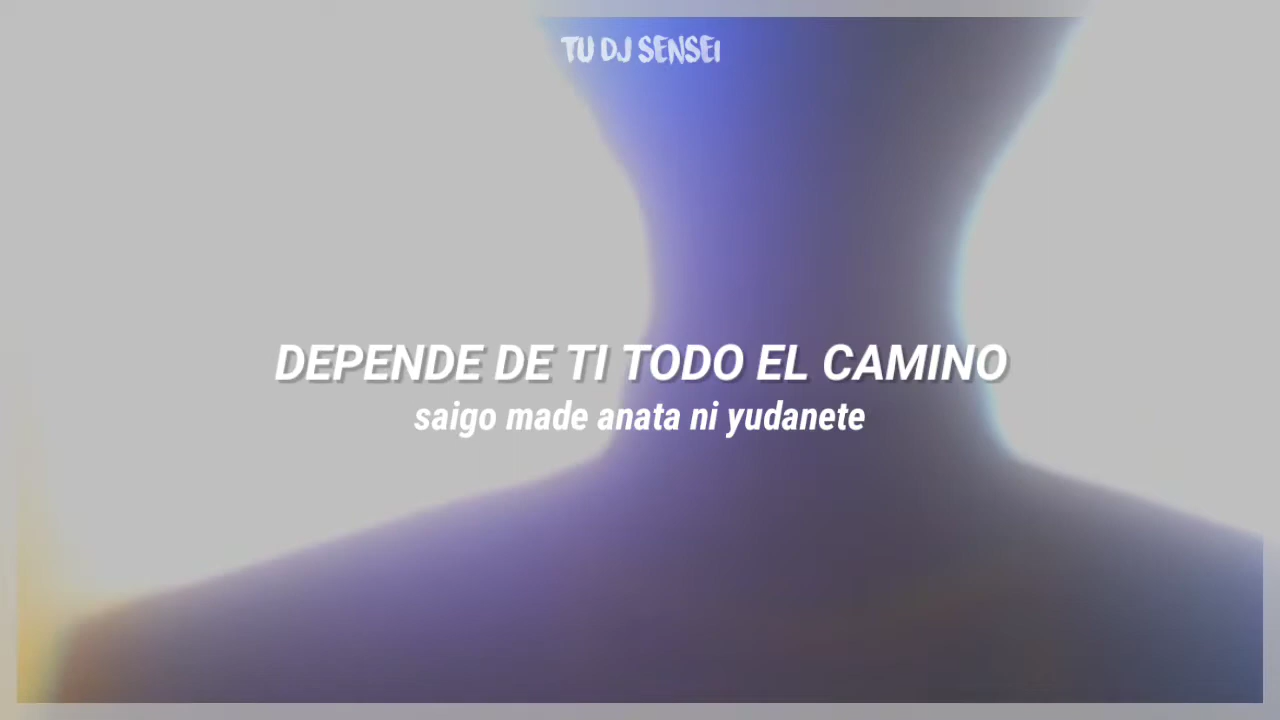 TU DJ SENSEI
DEPENDE DE TI TODO EL CAMINO
saigo made anata ni yudanete